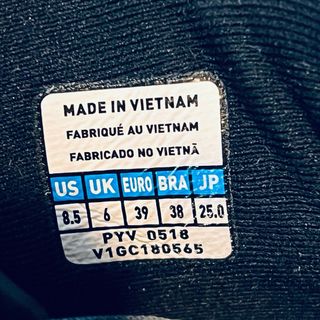 MADE IN VIETNAM
FABRIQUÉ AU VIETNAM
FABRICADO NO VIETNÃ
US UK EURO BRA JP
8.5 6 39 38 25.0
PYV 0518
V1GC180565